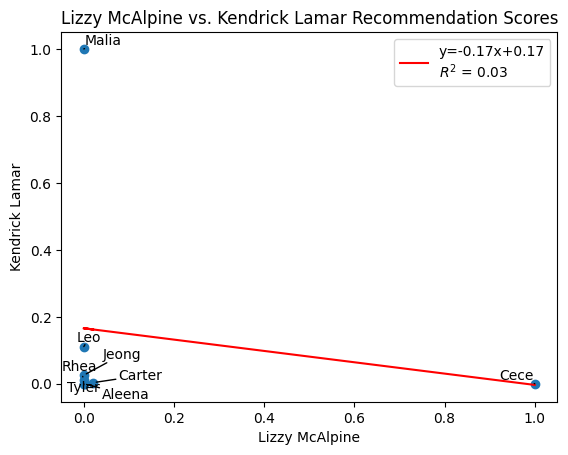 Lizzy McAlpine vs. Kendrick Lamar Recommendation Scores
Malia
y=-0.17x+0.17
R² = 0.03
1.0
0.8
0.6
0.4
0.2
0.0
Kendrick Lamar
Leo
Jeong
Rhea
Carter
Cece
Tyler
Aleena
0.0 0.2 0.4 0.6 0.8 1.0
Lizzy McAlpine